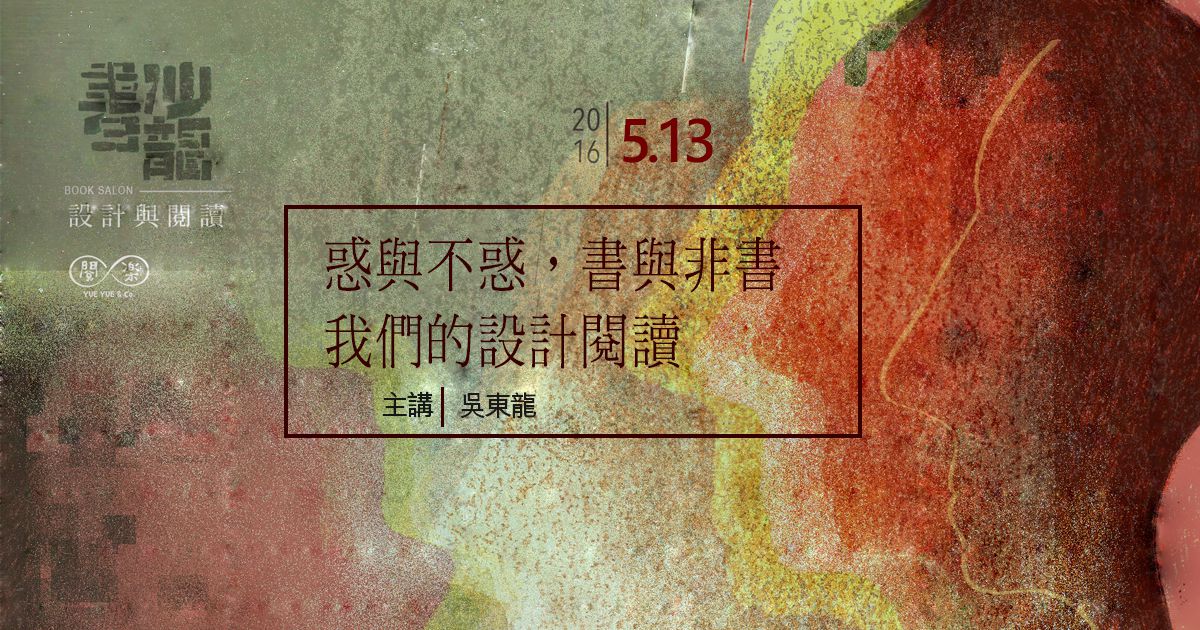 書沙龍
BOOK SALON
設計與閱讀
閱樂
YUE YUE & Co.
20
16
5.13
惑與不惑，書與非書
我們的設計閱讀
主講 吳東龍